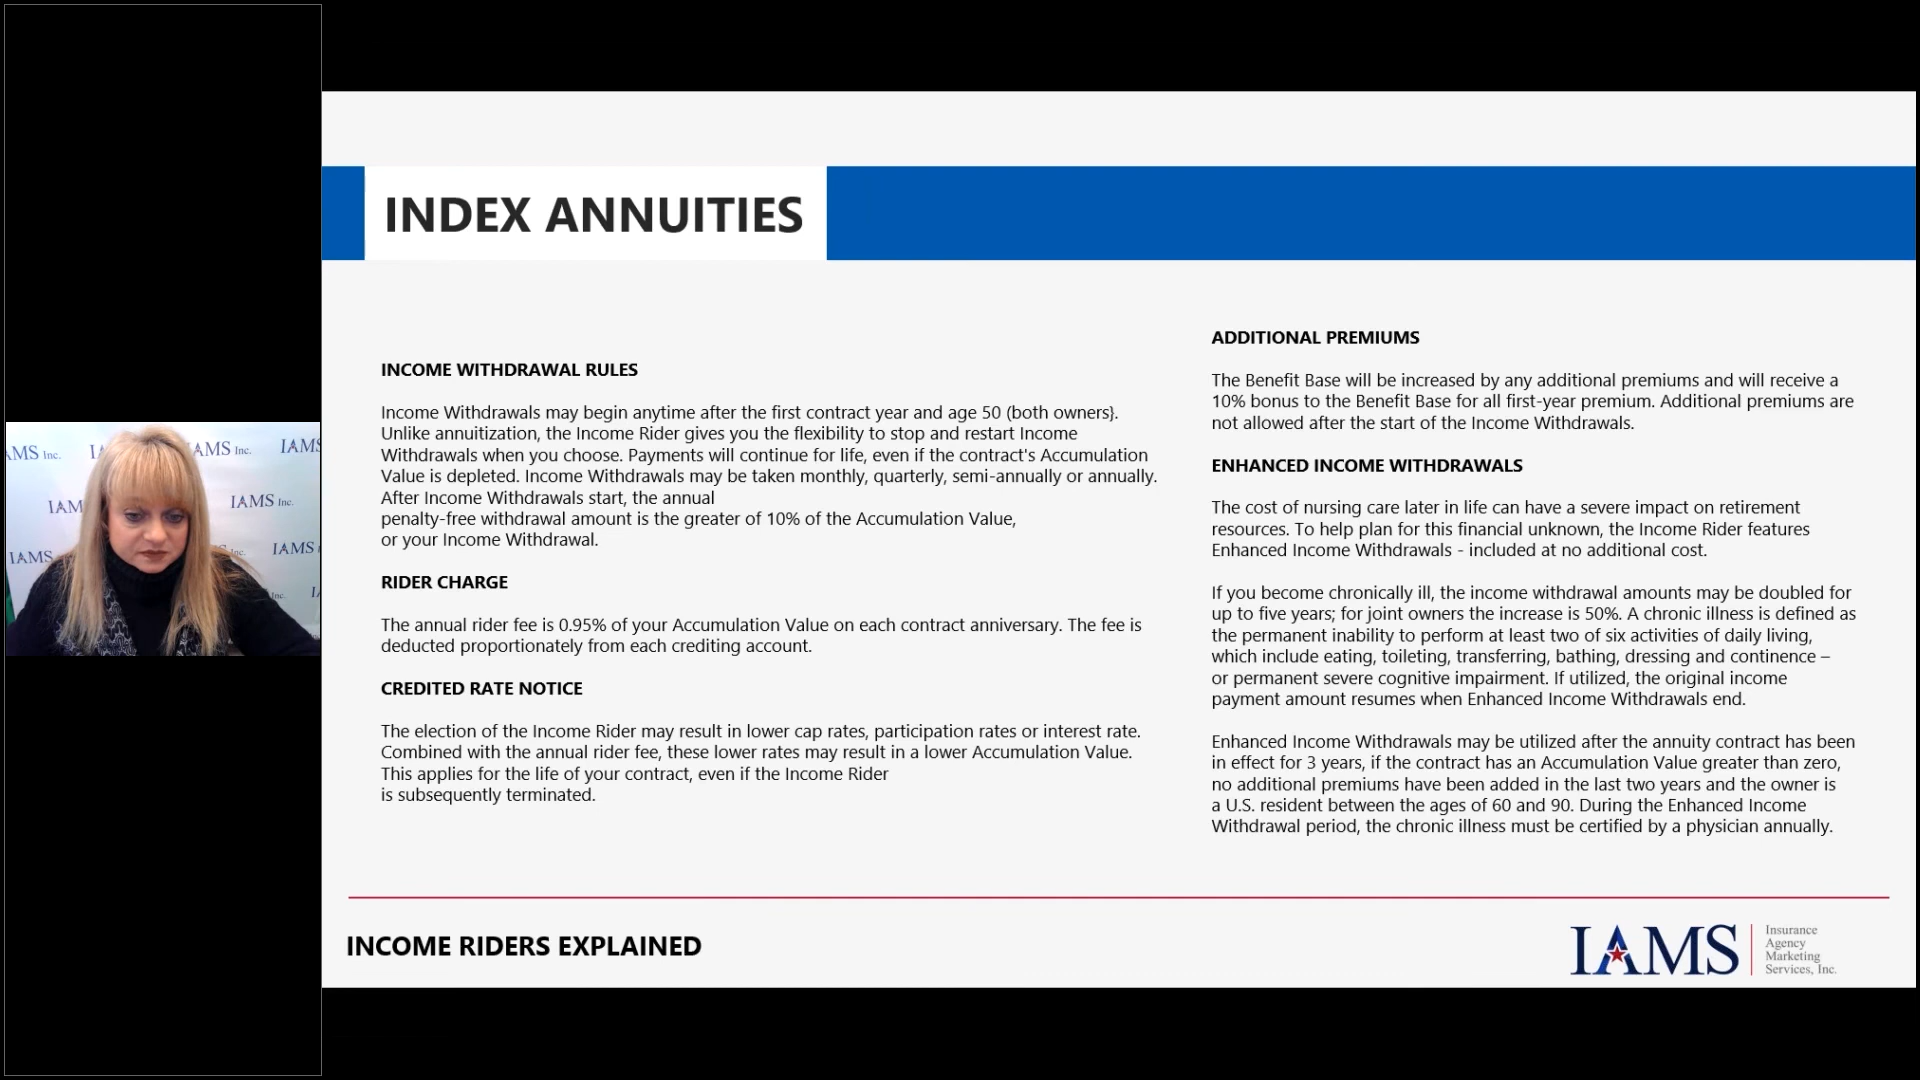 INDEX ANNUITIES
INCOME WITHDRAWAL RULES
Income Withdrawals may begin anytime after the first contract year and age 50 (both owners}.
Unlike annuitization, the Income Rider gives you the flexibility to stop and restart Income
Withdrawals when you choose. Payments will continue for life, even if the contract's Accumulation
Value is depleted. Income Withdrawals may be taken monthly, quarterly, semi-annually or annually.
After Income Withdrawals start, the annual
penalty-free withdrawal amount is the greater of 10% of the Accumulation Value,
or your Income Withdrawal.
RIDER CHARGE
The annual rider fee is 0.95% of your Accumulation Value on each contract anniversary. The fee is
deducted proportionately from each crediting account.
CREDITED RATE NOTICE
The election of the Income Rider may result in lower cap rates, participation rates or interest rate.
Combined with the annual rider fee, these lower rates may result in a lower Accumulation Value.
This applies for the life of your contract, even if the Income Rider
is subsequently terminated.
ADDITIONAL PREMIUMS
The Benefit Base will be increased by any additional premiums and will receive a
10% bonus to the Benefit Base for all first-year premium. Additional premiums are
not allowed after the start of the Income Withdrawals.
ENHANCED INCOME WITHDRAWALS
The cost of nursing care later in life can have a severe impact on retirement
resources. To help plan for this financial unknown, the Income Rider features
Enhanced Income Withdrawals - included at no additional cost.
If you become chronically ill, the income withdrawal amounts may be doubled for
up to five years; for joint owners the increase is 50%. A chronic illness is defined as
the permanent inability to perform at least two of six activities of daily living,
which include eating, toileting, transferring, bathing, dressing and continence –
or permanent severe cognitive impairment. If utilized, the original income
payment amount resumes when Enhanced Income Withdrawals end.
Enhanced Income Withdrawals may be utilized after the annuity contract has been
in effect for 3 years, if the contract has an Accumulation Value greater than zero,
no additional premiums have been added in the last two years and the owner is
a U.S. resident between the ages of 60 and 90. During the Enhanced Income
Withdrawal period, the chronic illness must be certified by a physician annually.
INCOME RIDERS EXPLAINED
IAMS
Insurance
Agency
Marketing
Services, Inc.
AMS Inc.
IAMS Inc.
IAMS
IAMS Inc.
IAMS
IAMS